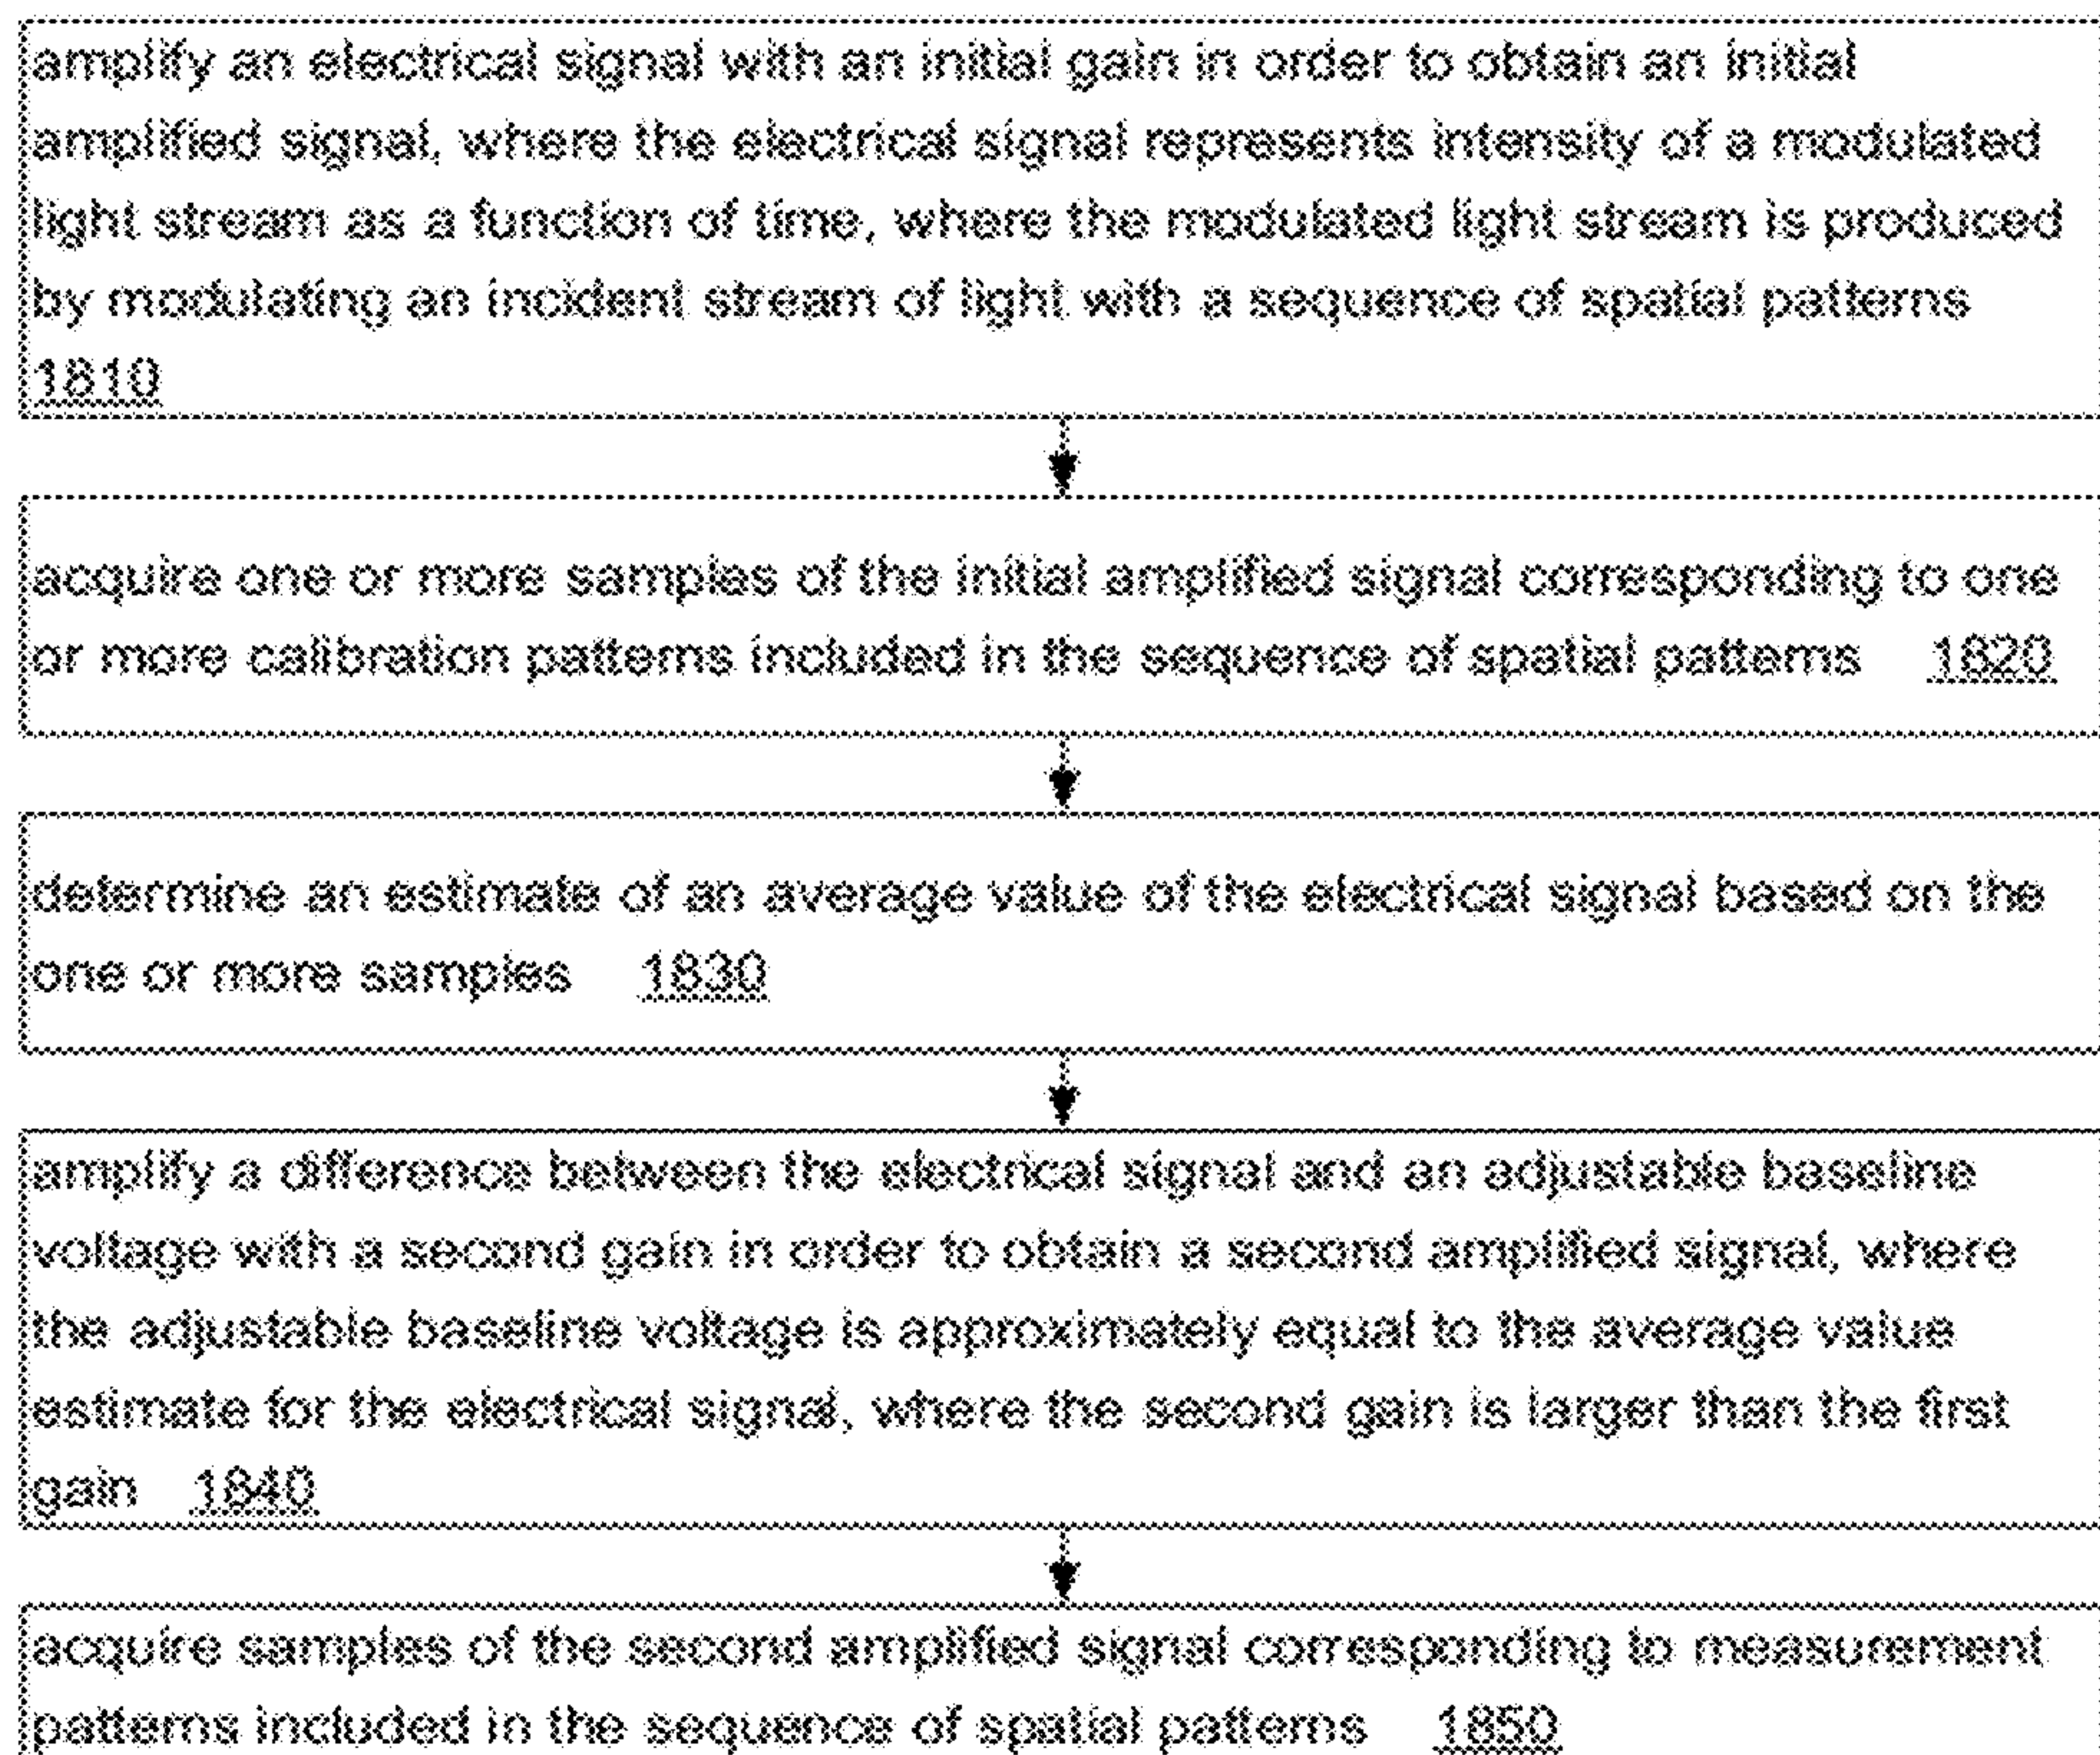 amplify an electrical signal with an initial gain in order to obtain an initial
amplified signal, where the electrical signal represents intensity of a modulated
light stream as a function of time, where the modulated light stream is produced
by modulating an incident stream of light with a sequence of spatial patterns
1810
acquire one or more samples of the initial amplified signal corresponding to one
or more calibration patterns included in the sequence of spatial patterns 1820
determine an estimate of an average value of the electrical signal based on the
one or more samples 1830
amplify a difference between the electrical signal and an adjustable baseline
voltage with a second gain in order to obtain a second amplified signal, where
the adjustable baseline voltage is approximately equal to the average value
estimate for the electrical signal, where the second gain is larger than the first
gain 1840
acquire samples of the second amplified signal corresponding to measurement
patterns included in the sequence of spatial patterns 1850